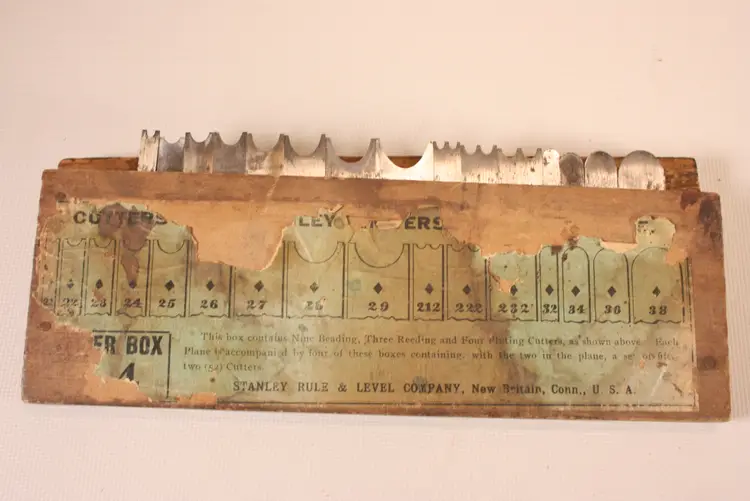 CUTTERS
23 24 25 26 27 28 29 212 222 232 32 34 36 38
BOX
4
This box contains Nine Beading, Three Reeding and Four Fluting Cutters, as shown above. Each
Plane is accompanied by four of these boxes containing, with the two in the plane, a set of fifty-
two (52) Cutters.
STANLEY RULE & LEVEL COMPANY, New Britain, Conn., U. S. A.